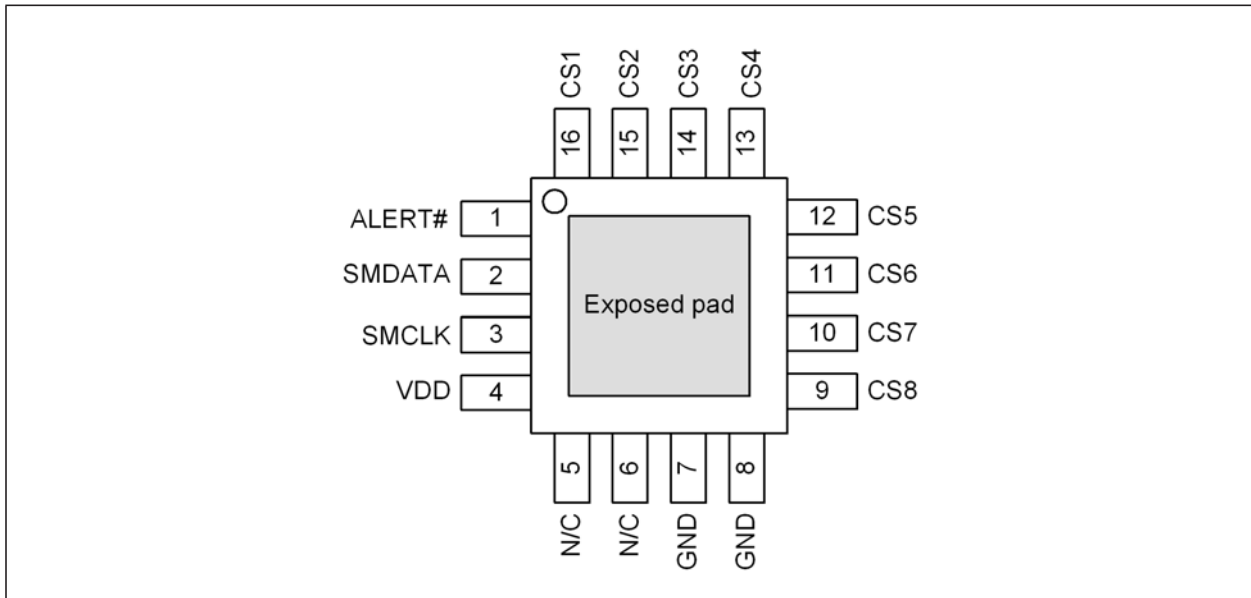 CS1 CS2 CS3 CS4
16 15 14 13
ALERT# 1 12 CS5
SMDATA 2 11 CS6
Exposed pad
SMCLK 3 10 CS7
VDD 4 9 CS8
5 6 7 8
N/C N/C GND GND